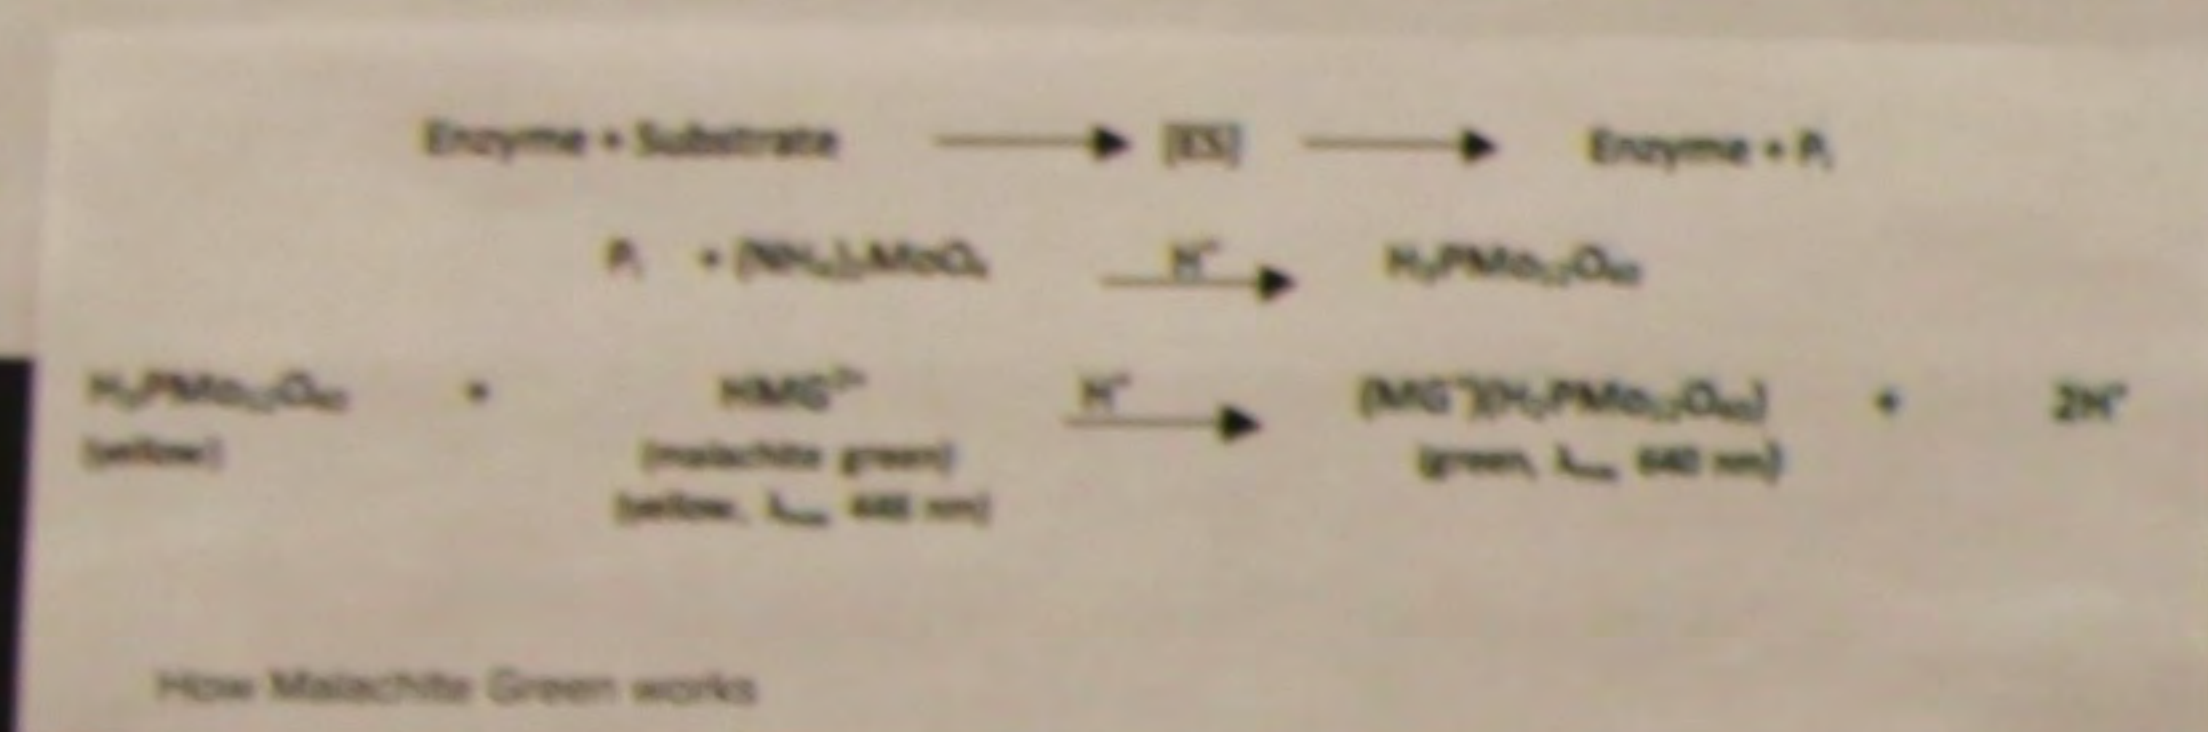 Enzyme + Substrate → [ES] → Enzyme + Pᵢ
Pᵢ + (NH₄)₂MoO₄ H⁺ → H₃PMo₁₂O₄₀
H₃PMo₁₂O₄₀ + HMG²⁺ H⁺ → (MG⁺)(H₂PMo₁₂O₄₀) + 2H⁺
(yellow) (malachite green) (green, λₘₐₓ 640 nm)
(yellow, λₘₐₓ nm)
How Malachite Green works